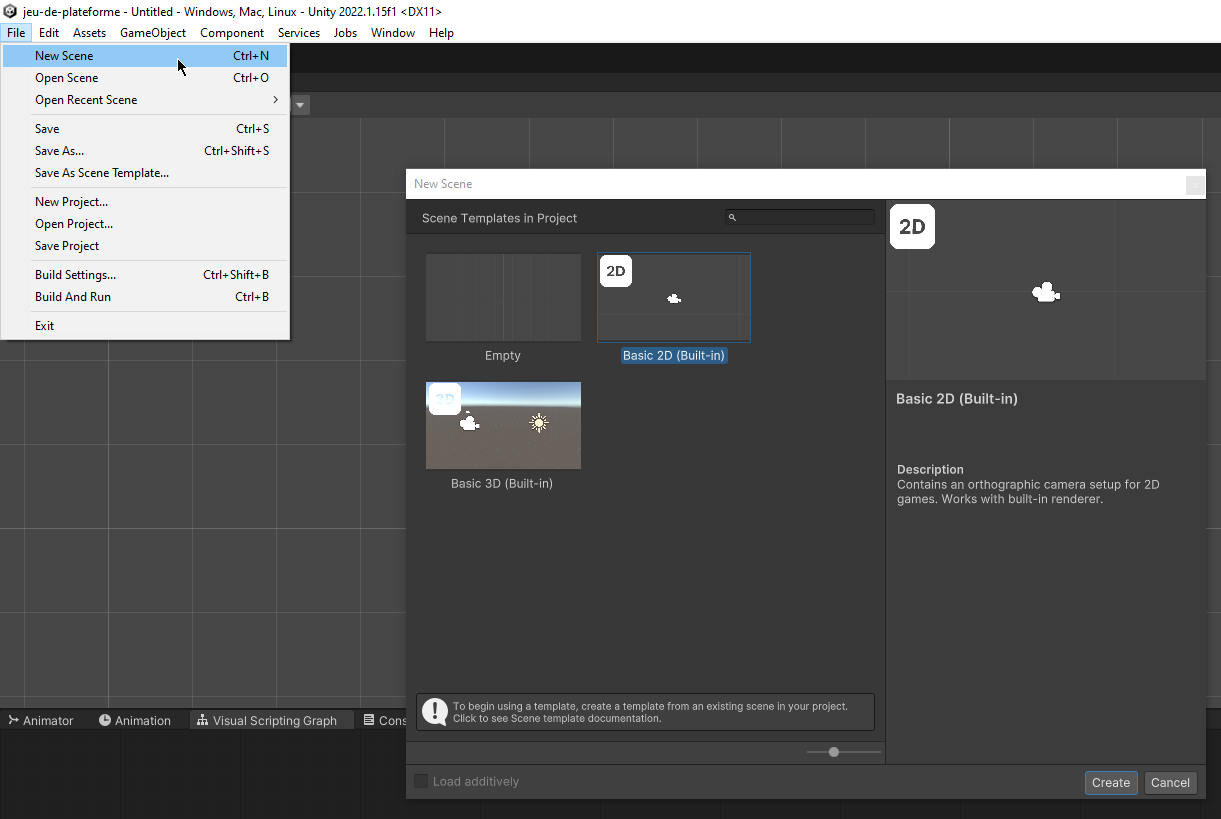 jeu-de-plateforme - Untitled - Windows, Mac, Linux - Unity 2022.1.15f1 <DX11>
File Edit Assets GameObject Component Services Jobs Window Help
New Scene Ctrl+N
Open Scene Ctrl+O
Open Recent Scene
Save Ctrl+S
Save As... Ctrl+Shift+S
Save As Scene Template...
New Project...
Open Project...
Save Project
Build Settings... Ctrl+Shift+B
Build And Run Ctrl+B
Exit
New Scene
Scene Templates in Project
2D
Empty
Basic 2D (Built-in)
3D
Basic 3D (Built-in)
2D
Basic 2D (Built-in)
Description
Contains an orthographic camera setup for 2D
games. Works with built-in renderer.
To begin using a template, create a template from an existing scene in your project.
Click to see Scene template documentation.
Animator Animation Visual Scripting Graph Cons
Load additively
Create Cancel